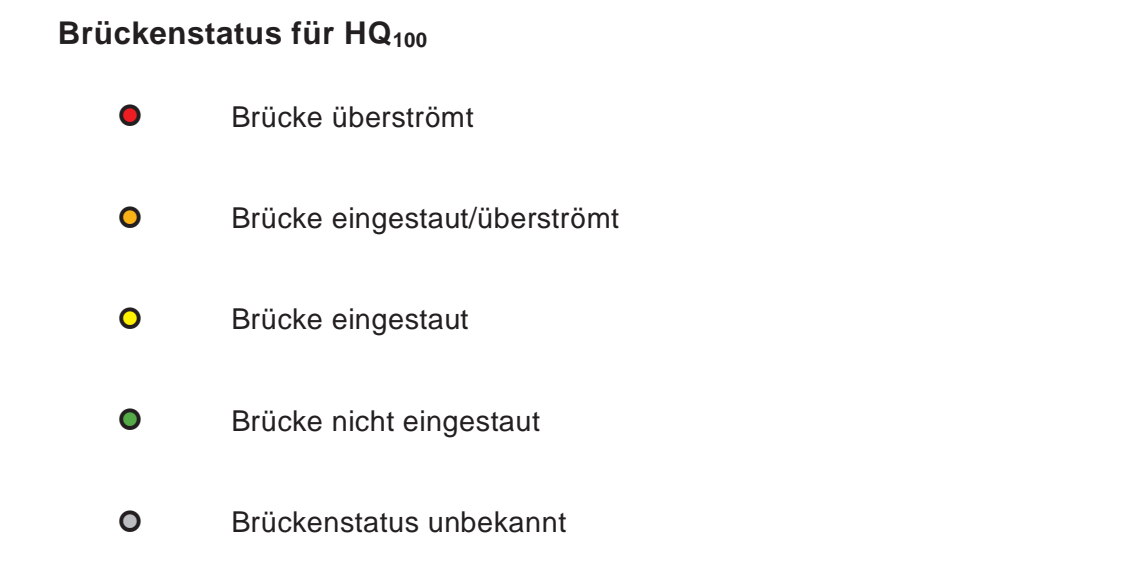 Brückenstatus für HQ₁₀₀
Brücke überströmt
Brücke eingestaut/überströmt
Brücke eingestaut
Brücke nicht eingestaut
Brückenstatus unbekannt